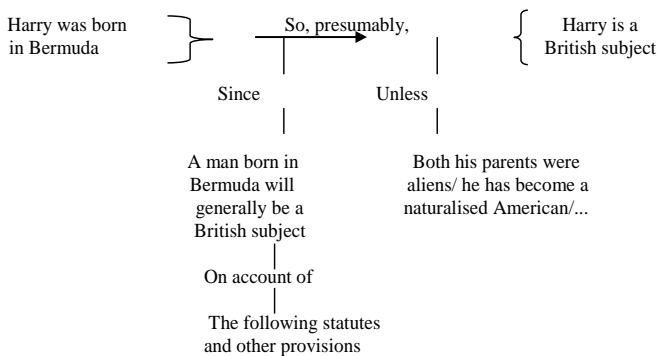 Harry was born
in Bermuda
So, presumably,
Harry is a
British subject
Since
Unless
A man born in
Bermuda will
generally be a
British subject
Both his parents were
aliens/ he has become a
naturalised American/...
On account of
The following statutes
and other provisions